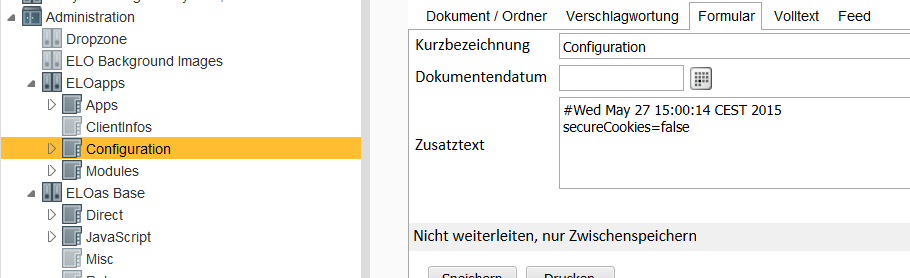 Administration
Dropzone
ELO Background Images
ELOapps
Apps
ClientInfos
Configuration
Modules
ELOas Base
Direct
JavaScript
Misc
Dokument / Ordner Verschlagwortung Formular Volltext Feed
Kurzbezeichnung Configuration
Dokumentendatum
Zusatztext
#Wed May 27 15:00:14 CEST 2015
secureCookies=false
Nicht weiterleiten, nur Zwischenspeichern
Speichern Drucken